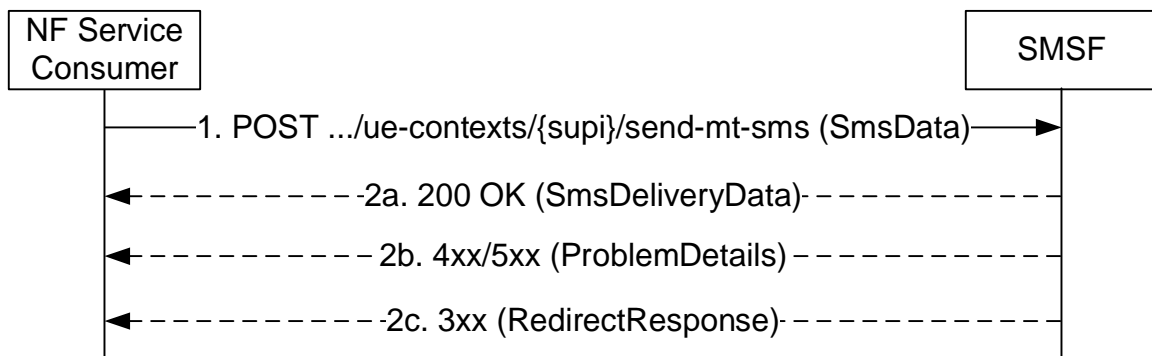 NF Service
Consumer
SMSF
1. POST .../ue-contexts/{supi}/send-mt-sms (SmsData)
2a. 200 OK (SmsDeliveryData)
2b. 4xx/5xx (ProblemDetails)
2c. 3xx (RedirectResponse)